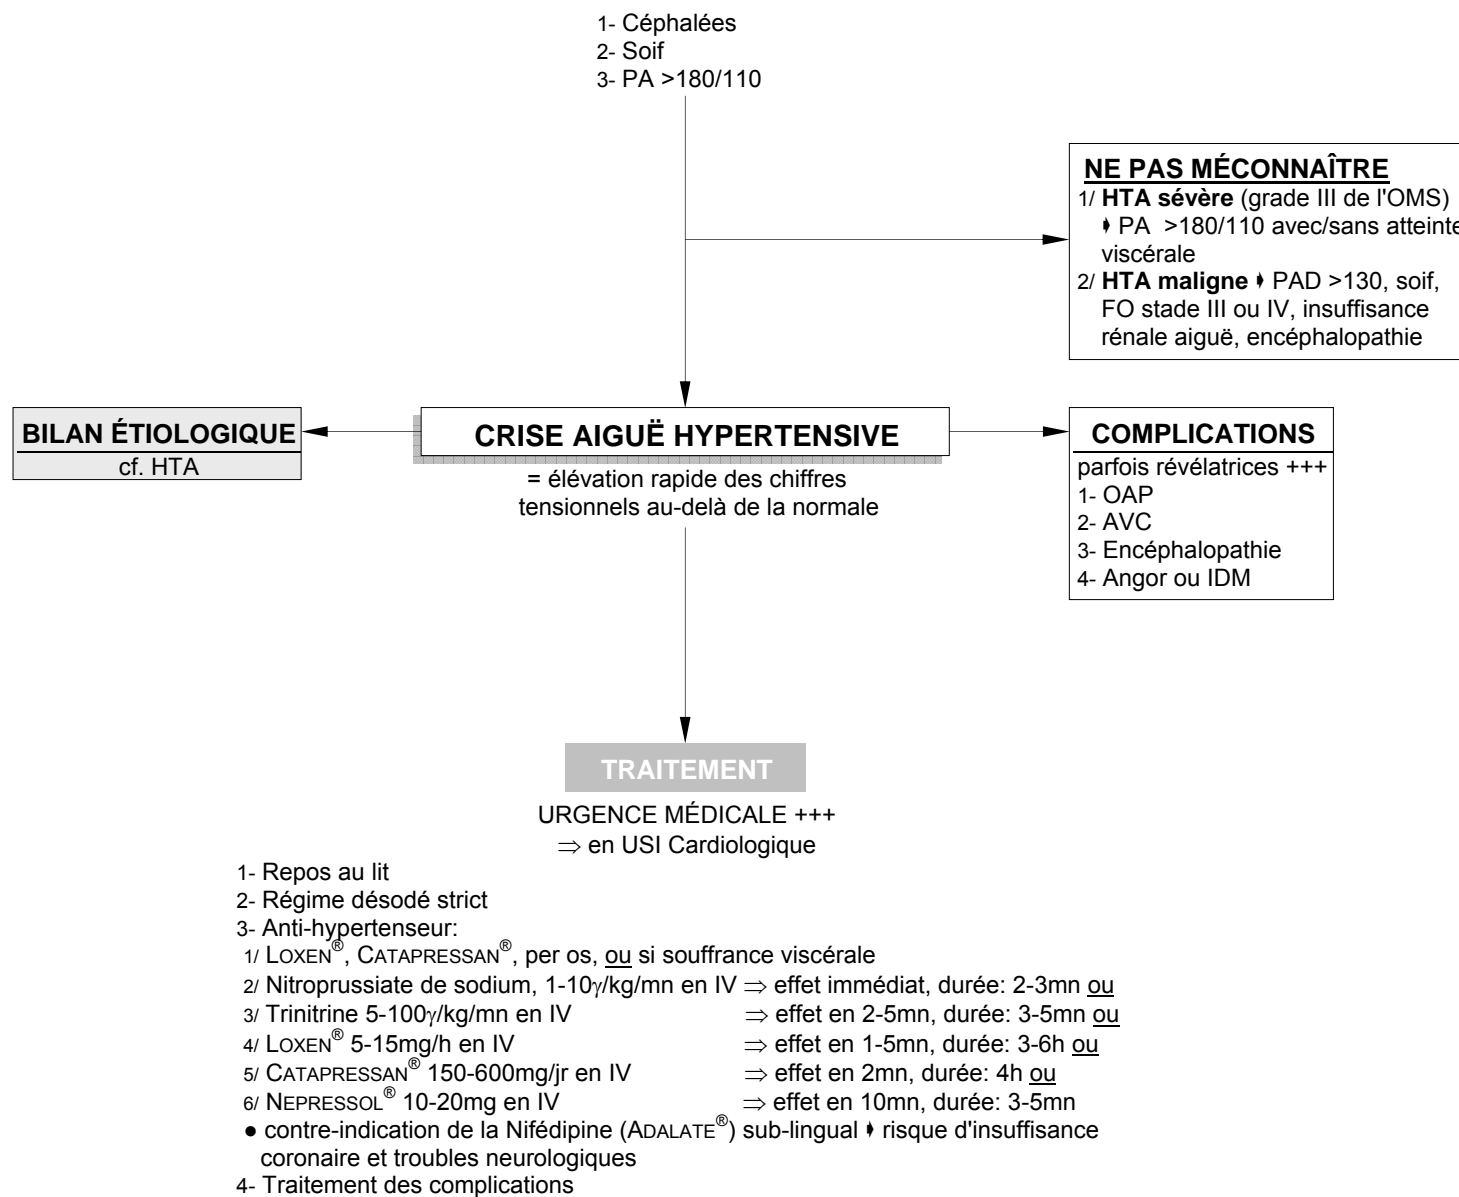 1- Céphalées
2- Soif
3- PA >180/110
NE PAS MÉCONNAÎTRE
1/ HTA sévère (grade III de l'OMS)
➧ PA >180/110 avec/sans atteinte
viscérale
2/ HTA maligne ➧ PAD >130, soif,
FO stade III ou IV, insuffisance
rénale aiguë, encéphalopathie
BILAN ÉTIOLOGIQUE
cf. HTA
CRISE AIGUË HYPERTENSIVE
= élévation rapide des chiffres
tensionnels au-delà de la normale
COMPLICATIONS
parfois révélatrices +++
1- OAP
2- AVC
3- Encéphalopathie
4- Angor ou IDM
TRAITEMENT
URGENCE MÉDICALE +++
⇒ en USI Cardiologique
1- Repos au lit
2- Régime désodé strict
3- Anti-hypertenseur:
1/ LOXEN®, CATAPRESSAN®, per os, ou si souffrance viscérale
2/ Nitroprussiate de sodium, 1-10γ/kg/mn en IV ⇒ effet immédiat, durée: 2-3mn ou
3/ Trinitrine 5-100γ/kg/mn en IV ⇒ effet en 2-5mn, durée: 3-5mn ou
4/ LOXEN® 5-15mg/h en IV ⇒ effet en 1-5mn, durée: 3-6h ou
5/ CATAPRESSAN® 150-600mg/jr en IV ⇒ effet en 2mn, durée: 4h ou
6/ NEPRESSOL® 10-20mg en IV ⇒ effet en 10mn, durée: 3-5mn
● contre-indication de la Nifédipine (ADALATE®) sub-lingual ➧ risque d'insuffisance
coronaire et troubles neurologiques
4- Traitement des complications